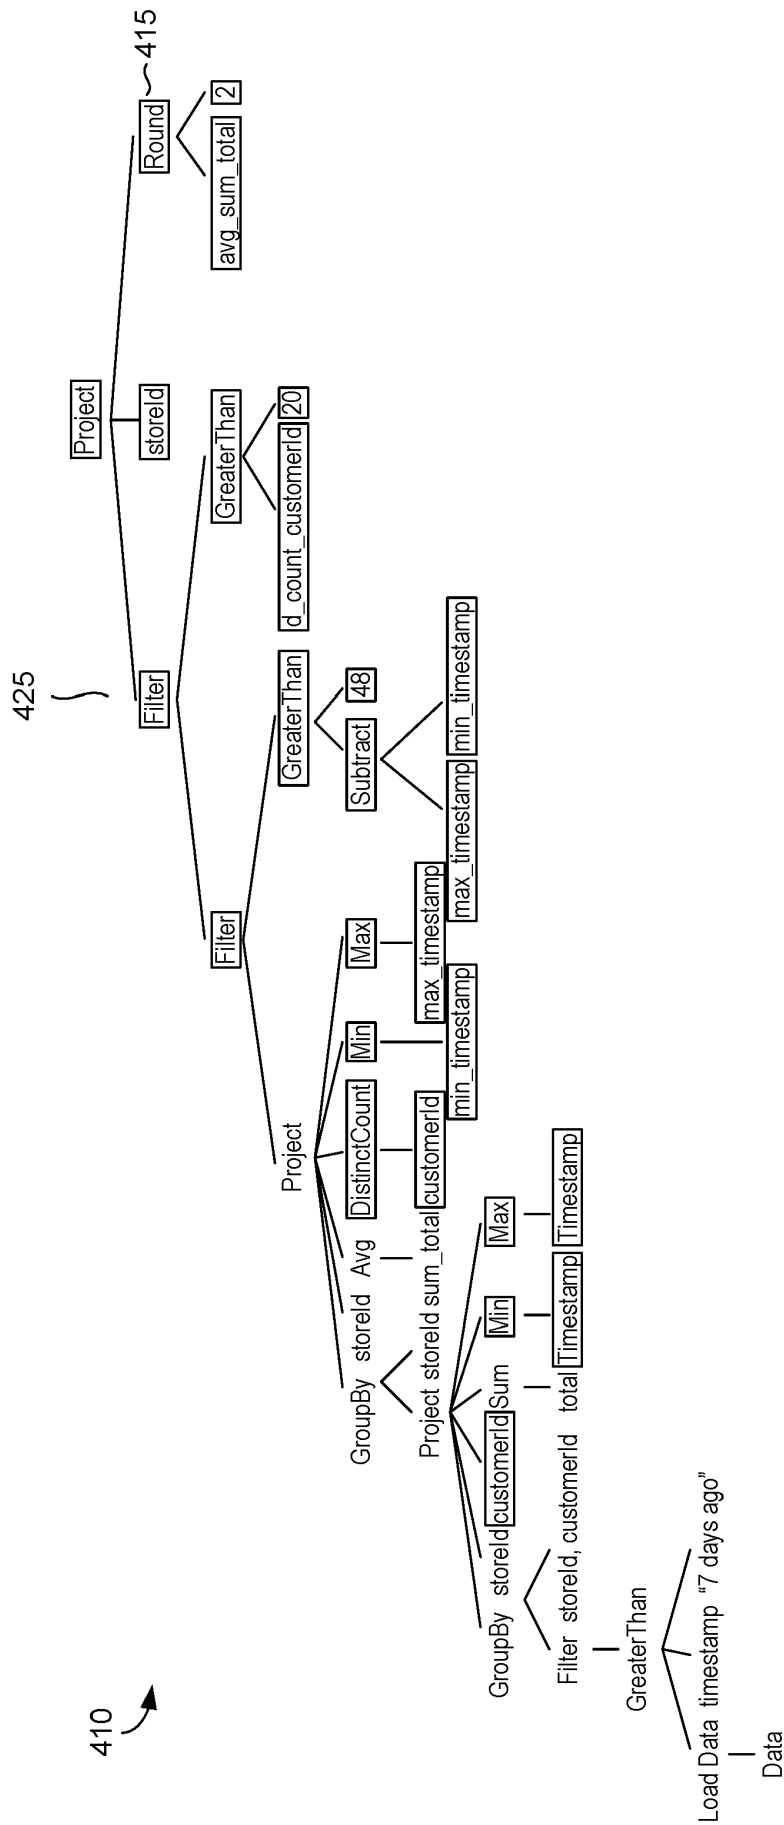 410
425
415
Project
Filter
storeId
Round
Filter
GreaterThan
avg_sum_total
2
Project
GreaterThan
d_count_customerId
20
GroupBy
storeId
Avg
DistinctCount
Min
Max
Subtract
48
Project
storeId
sum_total
customerId
min_timestamp
max_timestamp
max_timestamp
min_timestamp
GroupBy
storeId
customerId
Sum
Min
Max
Filter
storeId, customerId
total
Timestamp
Timestamp
GreaterThan
Load Data
timestamp
“7 days ago”
Data